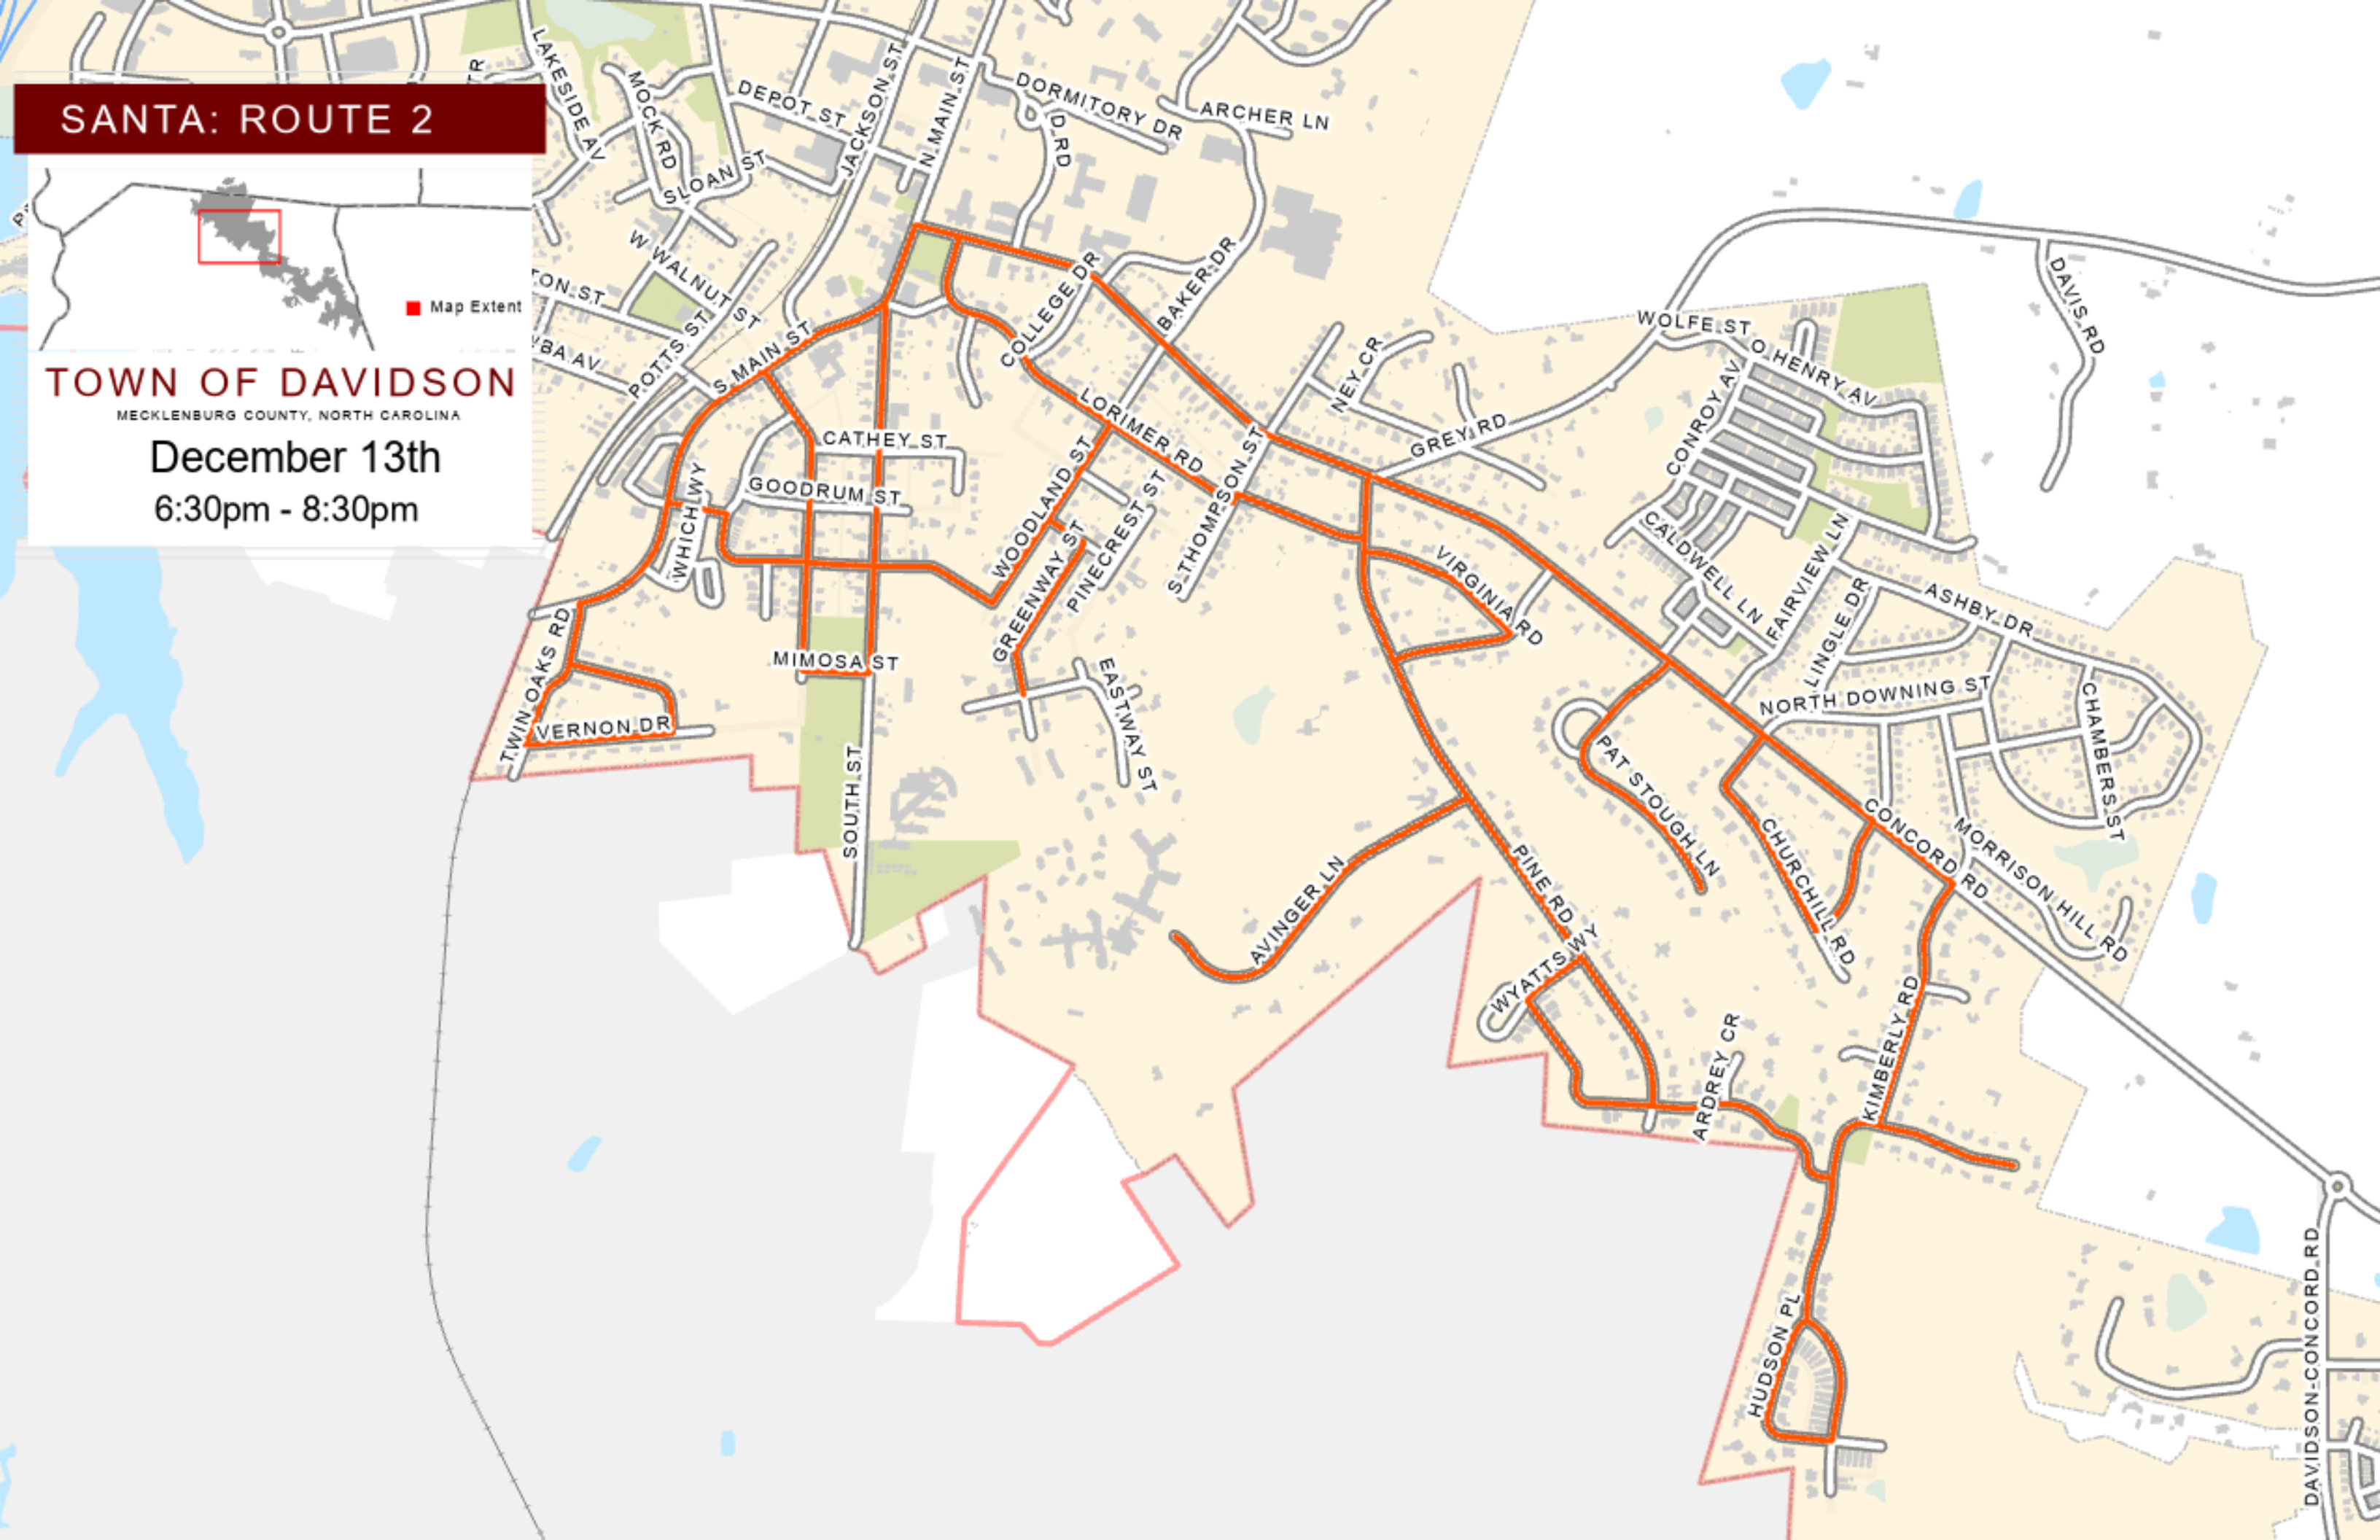 SANTA: ROUTE 2
Map Extent
TOWN OF DAVIDSON
MECKLENBURG COUNTY, NORTH CAROLINA
December 13th
6:30pm - 8:30pm
LAKESIDE AV
MOCK RD
SLOAN ST
DEPOT ST
JACKSON ST
N MAIN ST
DORMITORY DR
D RD
ARCHER LN
W WALNUT ST
TON ST
BA AV
POTTS ST
S MAIN ST
COLLEGE DR
BAKER DR
LORIMER RD
CATHEY ST
GOODRUM ST
WHICH WY
WOODLAND ST
GREENWAY ST
PINECREST ST
S THOMPSON ST
NEY CR
GREY RD
WOLFE ST
O HENRY AV
CONROY AV
DAVIS RD
CALDWELL LN
FAIRVIEW LN
LINGLE DR
ASHBY DR
NORTH DOWNING ST
CHAMBERS ST
VIRGINIA RD
MIMOSA ST
TWIN OAKS RD
VERNON DR
SOUTH ST
EASTWAY ST
PAT STOUGH LN
CHURCHILL RD
CONCORD RD
MORRISON HILL RD
AVINGER LN
PINE RD
WYATTS WY
ARDREY CR
KIMBERLY RD
HUDSON PL
DAVIDSON-CONCORD RD